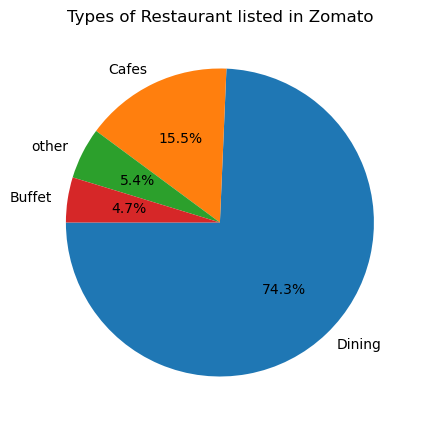 Types of Restaurant listed in Zomato
Cafes
15.5%
other
5.4%
Buffet
4.7%
74.3%
Dining